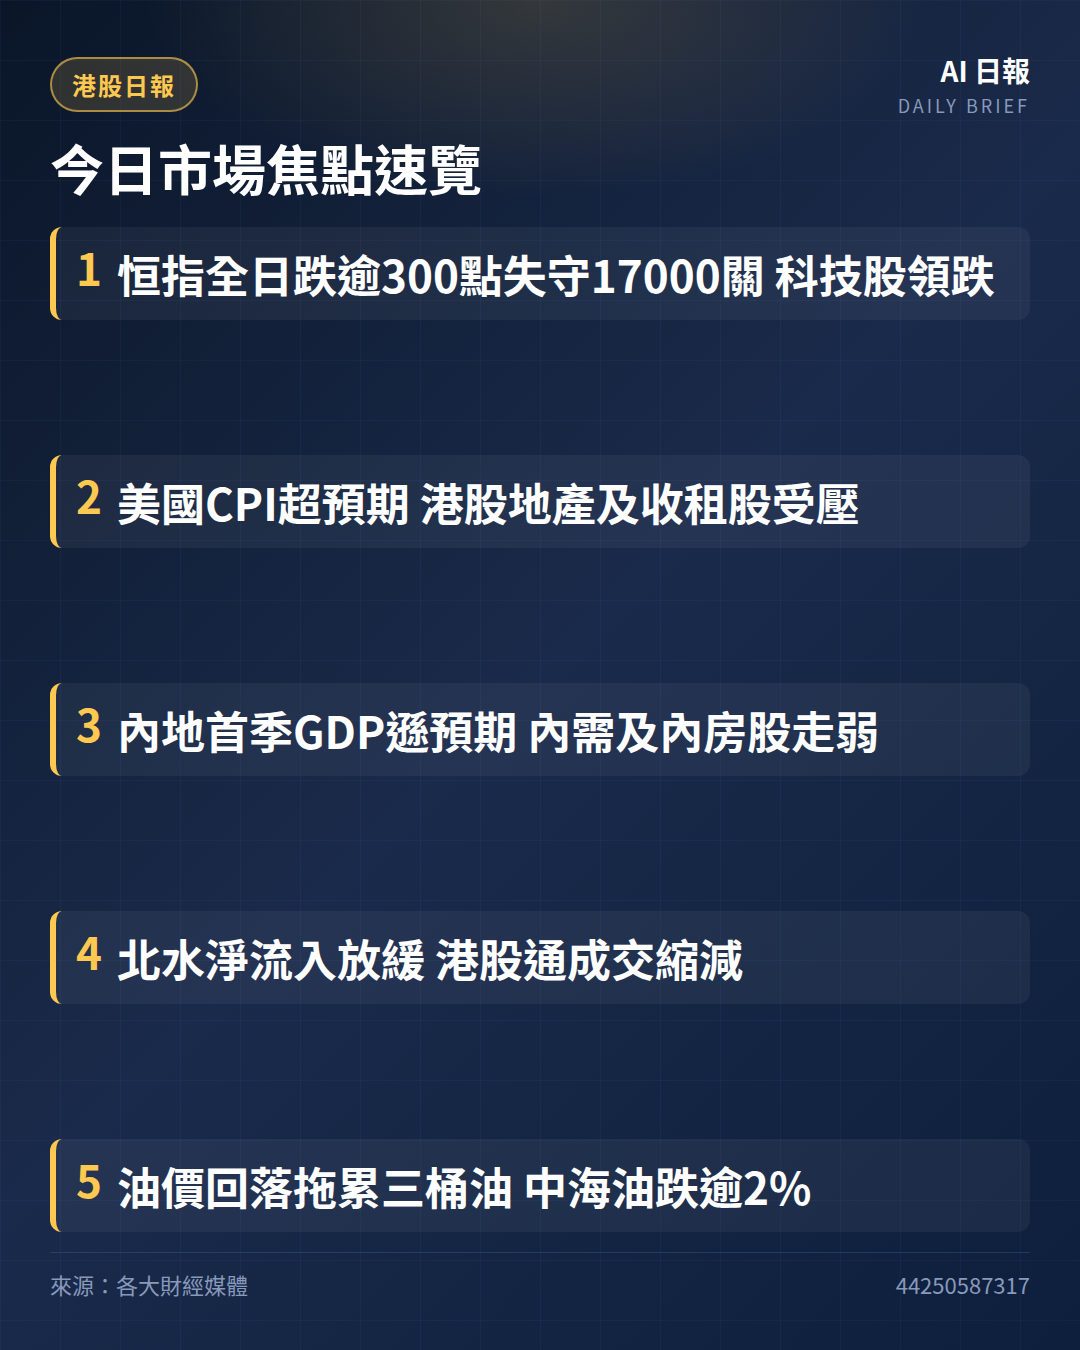 港股日報
AI 日報
DAILY BRIEF
今日市場焦點速覽
1 恒指全日跌逾300點失守17000關 科技股領跌
2 美國CPI超預期 港股地產及收租股受壓
3 內地首季GDP遜預期 內需及內房股走弱
4 北水淨流入放緩 港股通成交縮減
5 油價回落拖累三桶油 中海油跌逾2%
來源：各大財經媒體
44250587317